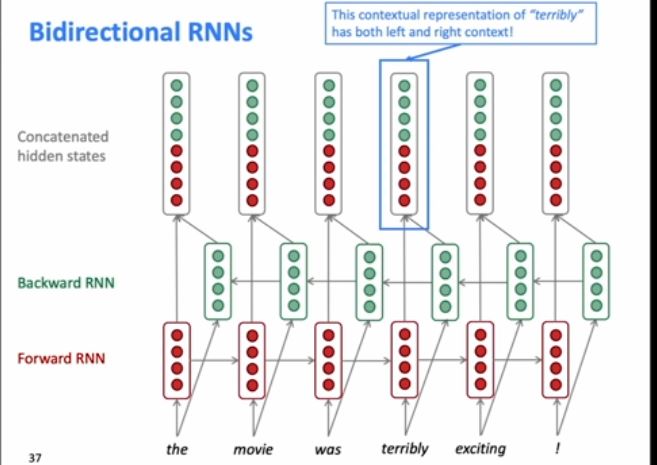 Bidirectional RNNs
This contextual representation of “terribly”
has both left and right context!
Concatenated
hidden states
Backward RNN
Forward RNN
the movie was terribly exciting !
37